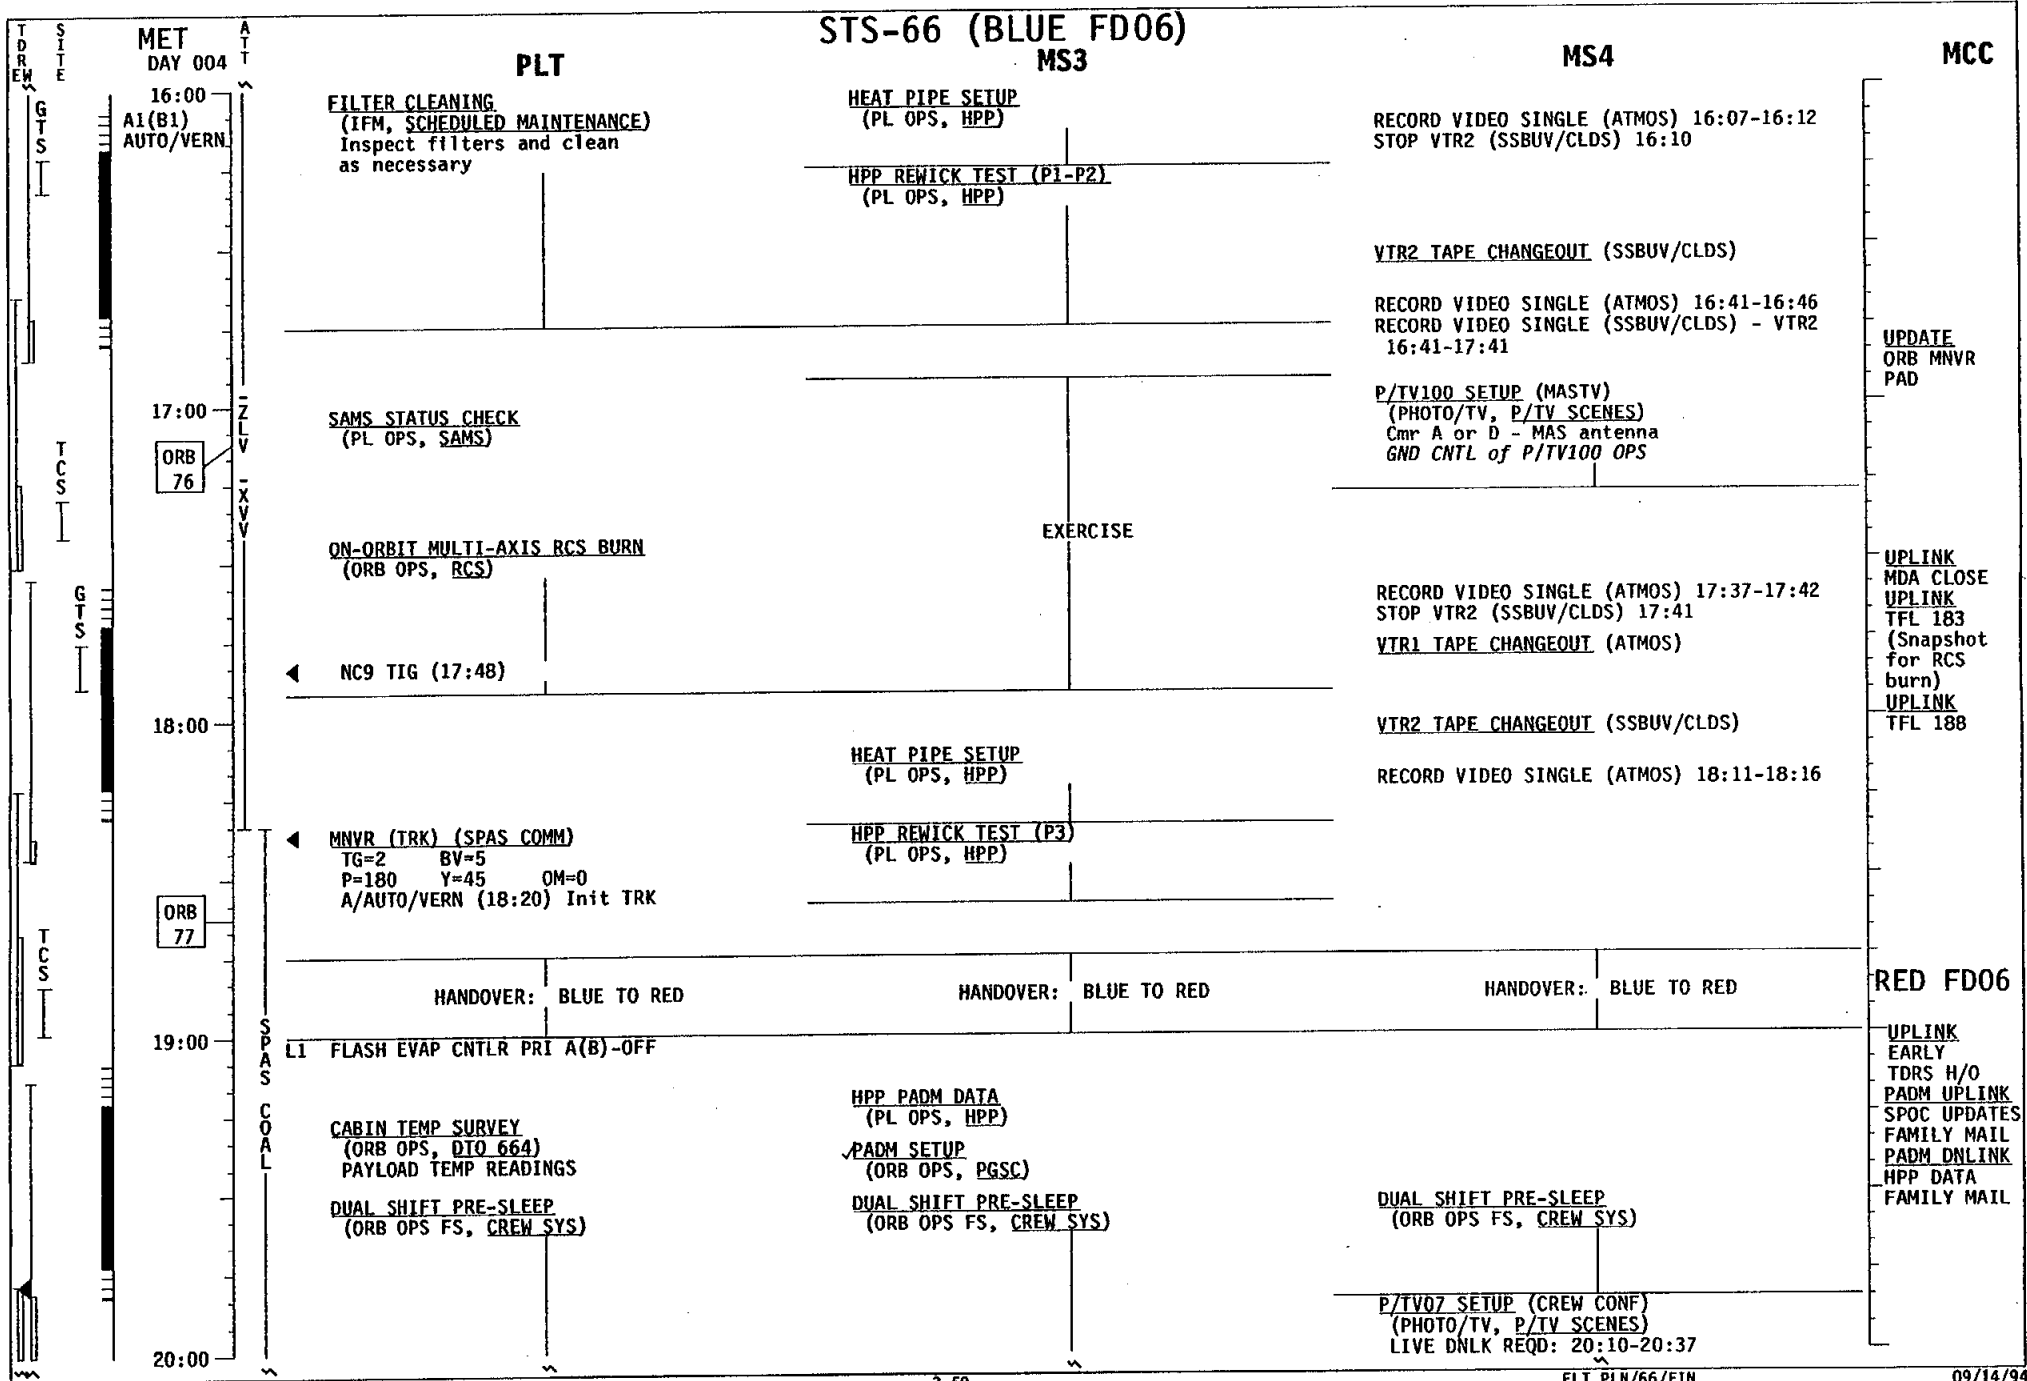 STS-66 (BLUE FD06)
TDRS
EW
SITE
MET
DAY 004
ATT
PLT
MS3
MS4
MCC
16:00
A1(B1)
AUTO/VERN
GTS
FILTER CLEANING
(IFM, SCHEDULED MAINTENANCE)
Inspect filters and clean
as necessary
HEAT PIPE SETUP
(PL OPS, HPP)
HPP REWICK TEST (P1-P2)
(PL OPS, HPP)
RECORD VIDEO SINGLE (ATMOS) 16:07-16:12
STOP VTR2 (SSBUV/CLDS) 16:10
VTR2 TAPE CHANGEOUT (SSBUV/CLDS)
RECORD VIDEO SINGLE (ATMOS) 16:41-16:46
RECORD VIDEO SINGLE (SSBUV/CLDS) - VTR2
16:41-17:41
UPDATE
ORB MNVR
PAD
17:00
-ZLV
-XVV
ORB
76
TCS
SAMS STATUS CHECK
(PL OPS, SAMS)
P/TV100 SETUP (MASTV)
(PHOTO/TV, P/TV SCENES)
Cmr A or D - MAS antenna
GND CNTL of P/TV100 OPS
EXERCISE
ON-ORBIT MULTI-AXIS RCS BURN
(ORB OPS, RCS)
GTS
RECORD VIDEO SINGLE (ATMOS) 17:37-17:42
STOP VTR2 (SSBUV/CLDS) 17:41
VTR1 TAPE CHANGEOUT (ATMOS)
UPLINK
MDA CLOSE
UPLINK
TFL 183
(Snapshot
for RCS
burn)
UPLINK
TFL 188
NC9 TIG (17:48)
18:00
VTR2 TAPE CHANGEOUT (SSBUV/CLDS)
HEAT PIPE SETUP
(PL OPS, HPP)
RECORD VIDEO SINGLE (ATMOS) 18:11-18:16
MNVR (TRK) (SPAS COMM)
TG=2 BV=5
P=180 Y=45 OM=0
A/AUTO/VERN (18:20) Init TRK
HPP REWICK TEST (P3)
(PL OPS, HPP)
ORB
77
TCS
HANDOVER: BLUE TO RED
HANDOVER: BLUE TO RED
HANDOVER: BLUE TO RED
RED FD06
19:00
SPAS COAL
L1 FLASH EVAP CNTLR PRI A(B)-OFF
UPLINK
EARLY
TDRS H/O
PADM UPLINK
SPOC UPDATES
FAMILY MAIL
PADM DNLINK
HPP DATA
FAMILY MAIL
CABIN TEMP SURVEY
(ORB OPS, DTO 664)
PAYLOAD TEMP READINGS
HPP PADM DATA
(PL OPS, HPP)
✓PADM SETUP
(ORB OPS, PGSC)
DUAL SHIFT PRE-SLEEP
(ORB OPS FS, CREW SYS)
DUAL SHIFT PRE-SLEEP
(ORB OPS FS, CREW SYS)
DUAL SHIFT PRE-SLEEP
(ORB OPS FS, CREW SYS)
P/TV07 SETUP (CREW CONF)
(PHOTO/TV, P/TV SCENES)
LIVE DNLK REQD: 20:10-20:37
20:00
FLT PLN/66/FIN
09/14/94